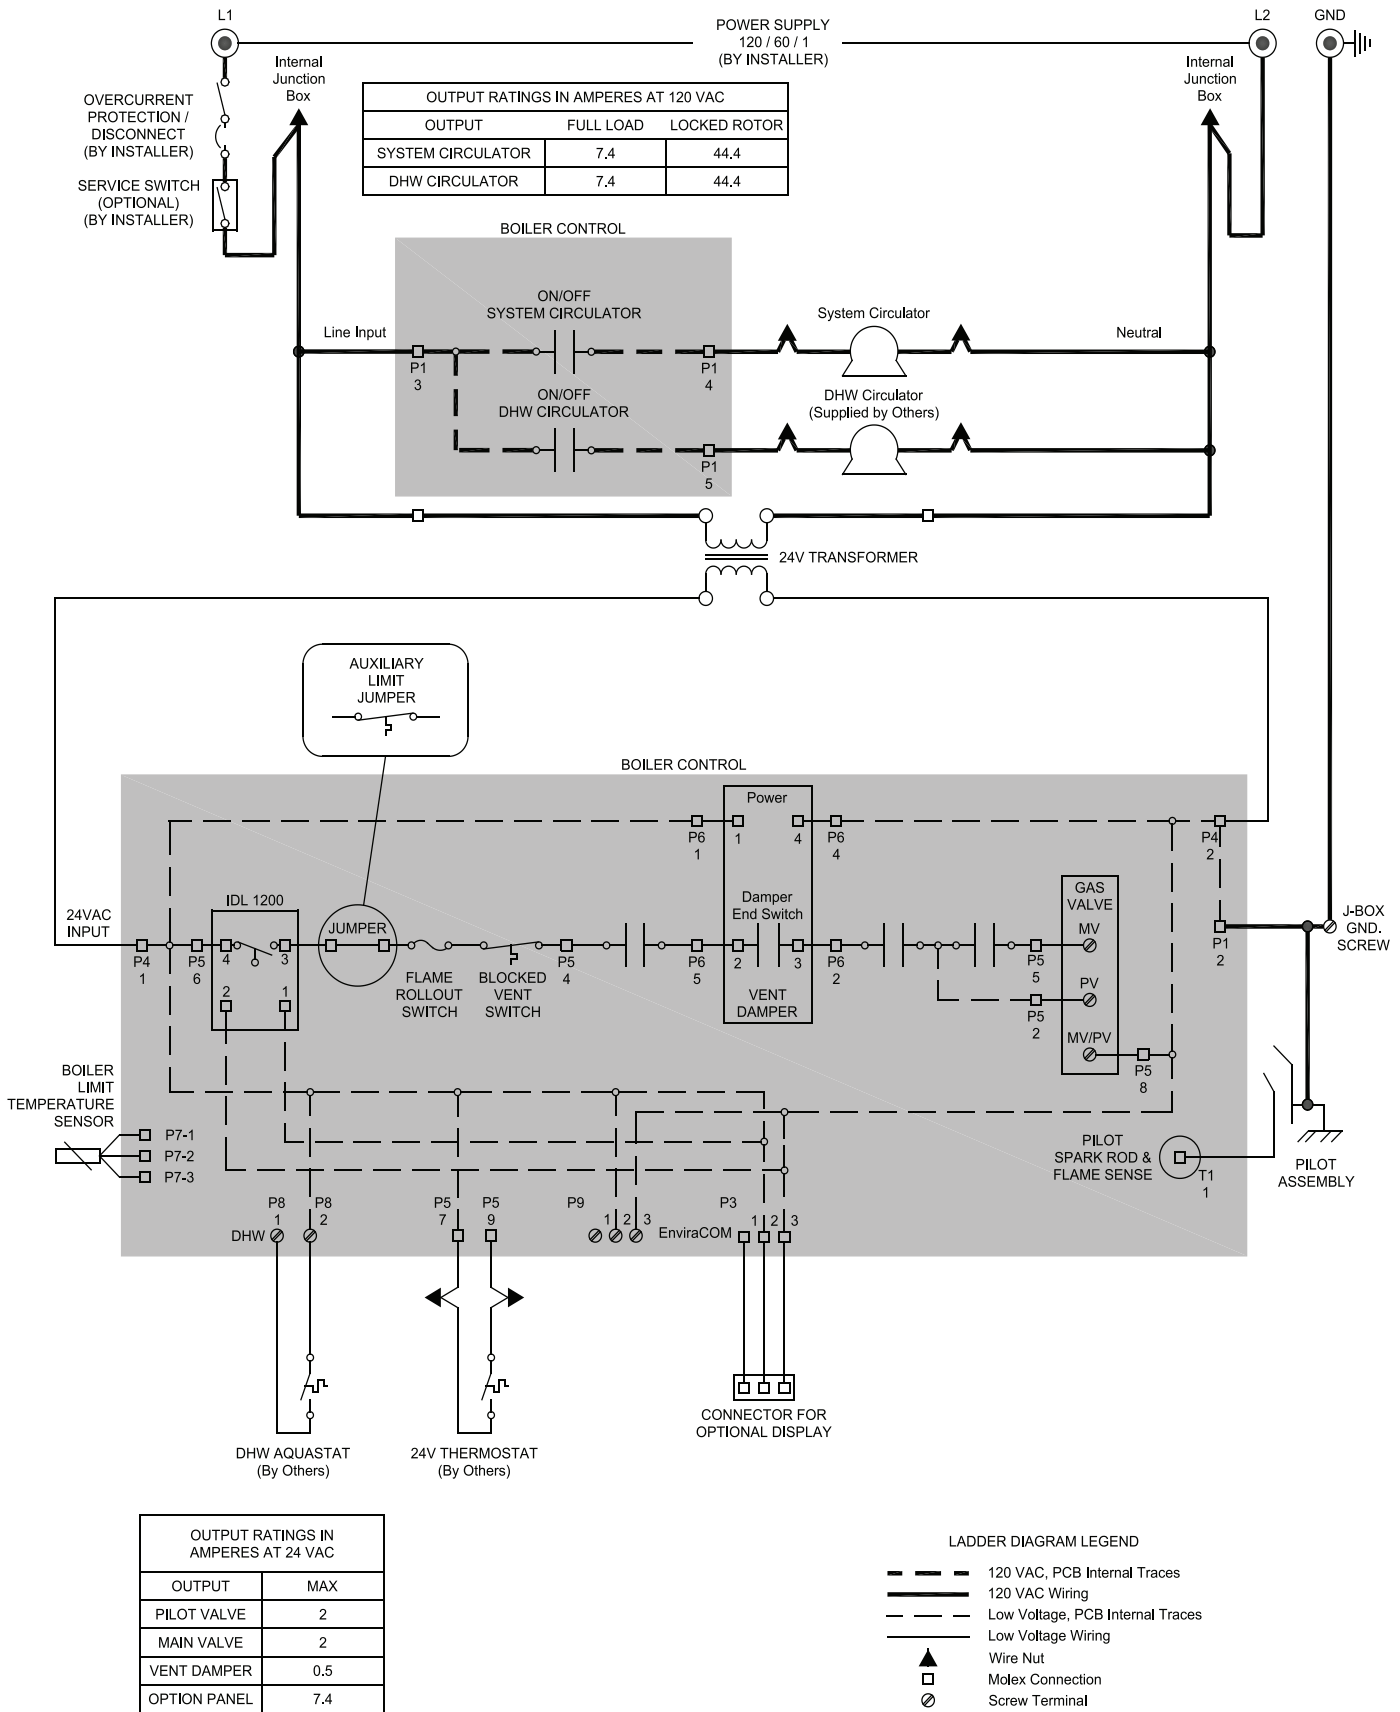 L1
POWER SUPPLY
120 / 60 / 1
(BY INSTALLER)
L2
GND
Internal
Junction
Box
Internal
Junction
Box
OVERCURRENT
PROTECTION /
DISCONNECT
(BY INSTALLER)
SERVICE SWITCH
(OPTIONAL)
(BY INSTALLER)
OUTPUT RATINGS IN AMPERES AT 120 VAC
OUTPUT FULL LOAD LOCKED ROTOR
SYSTEM CIRCULATOR 7.4 44.4
DHW CIRCULATOR 7.4 44.4
BOILER CONTROL
ON/OFF
SYSTEM CIRCULATOR
Line Input
System Circulator
Neutral
P1
3
P1
4
ON/OFF
DHW CIRCULATOR
DHW Circulator
(Supplied by Others)
P1
5
24V TRANSFORMER
AUXILIARY
LIMIT
JUMPER
BOILER CONTROL
Power
P6
1
1
4
P6
4
P4
2
IDL 1200
Damper
End Switch
GAS
VALVE
24VAC
INPUT
JUMPER
MV
J-BOX
GND.
SCREW
P4
1
P5
6
4
3
FLAME
ROLLOUT
SWITCH
BLOCKED
VENT
SWITCH
P5
4
P6
5
2
3
P6
2
P5
5
P1
2
2
1
VENT
DAMPER
PV
P5
2
MV/PV
P5
8
BOILER
LIMIT
TEMPERATURE
SENSOR
P7-1
P7-2
P7-3
PILOT
SPARK ROD &
FLAME SENSE
T1
1
PILOT
ASSEMBLY
P8
1
P8
2
P5
7
P5
9
P9
1 2 3
P3
1 2 3
DHW
EnviraCOM
CONNECTOR FOR
OPTIONAL DISPLAY
DHW AQUASTAT
(By Others)
24V THERMOSTAT
(By Others)
OUTPUT RATINGS IN
AMPERES AT 24 VAC
OUTPUT MAX
PILOT VALVE 2
MAIN VALVE 2
VENT DAMPER 0.5
OPTION PANEL 7.4
LADDER DIAGRAM LEGEND
120 VAC, PCB Internal Traces
120 VAC Wiring
Low Voltage, PCB Internal Traces
Low Voltage Wiring
Wire Nut
Molex Connection
Screw Terminal